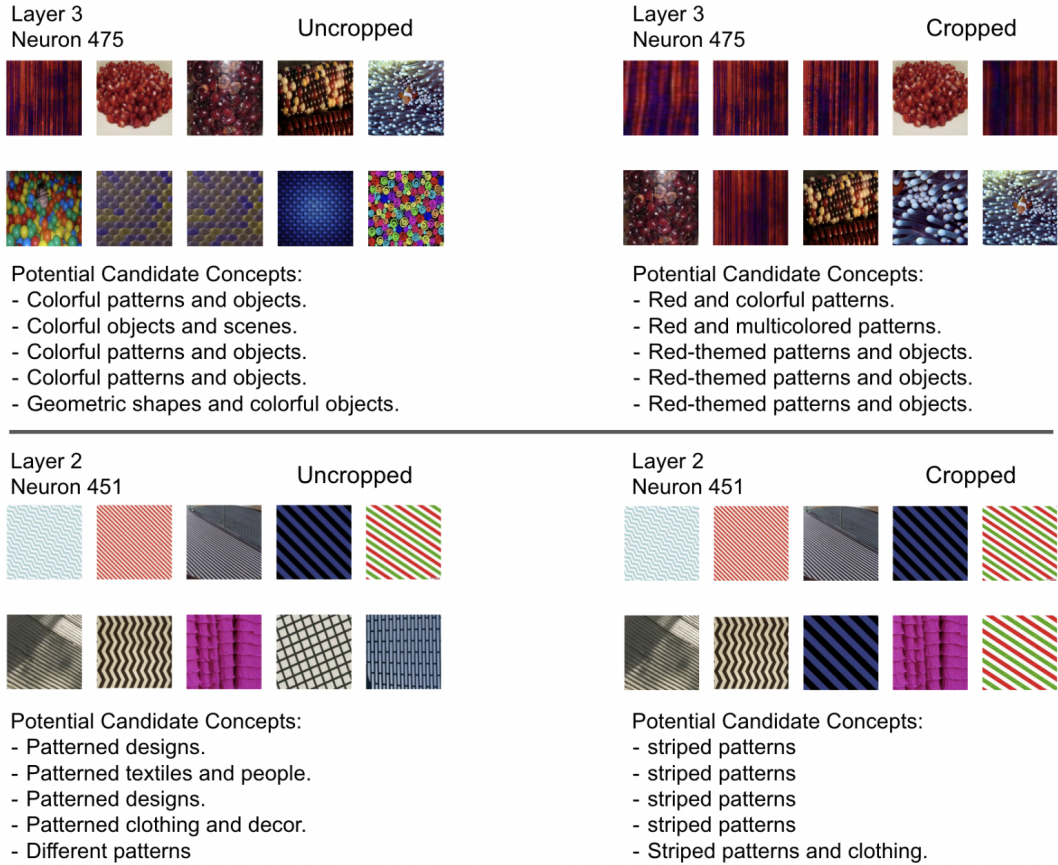 Layer 3
Neuron 475
Uncropped
Potential Candidate Concepts:
- Colorful patterns and objects.
- Colorful objects and scenes.
- Colorful patterns and objects.
- Colorful patterns and objects.
- Geometric shapes and colorful objects.
Layer 3
Neuron 475
Cropped
Potential Candidate Concepts:
- Red and colorful patterns.
- Red and multicolored patterns.
- Red-themed patterns and objects.
- Red-themed patterns and objects.
- Red-themed patterns and objects.
Layer 2
Neuron 451
Uncropped
Potential Candidate Concepts:
- Patterned designs.
- Patterned textiles and people.
- Patterned designs.
- Patterned clothing and decor.
- Different patterns
Layer 2
Neuron 451
Cropped
Potential Candidate Concepts:
- striped patterns
- striped patterns
- striped patterns
- striped patterns
- Striped patterns and clothing.